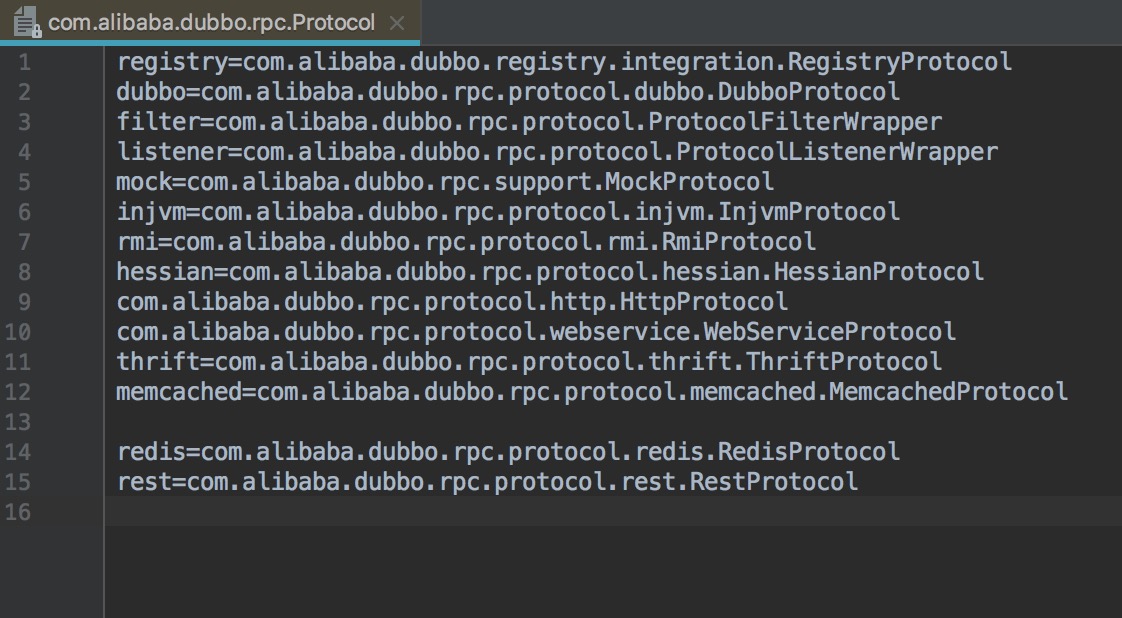 com.alibaba.dubbo.rpc.Protocol
1 registry=com.alibaba.dubbo.registry.integration.RegistryProtocol
2 dubbo=com.alibaba.dubbo.rpc.protocol.dubbo.DubboProtocol
3 filter=com.alibaba.dubbo.rpc.protocol.ProtocolFilterWrapper
4 listener=com.alibaba.dubbo.rpc.protocol.ProtocolListenerWrapper
5 mock=com.alibaba.dubbo.rpc.support.MockProtocol
6 injvm=com.alibaba.dubbo.rpc.protocol.injvm.InjvmProtocol
7 rmi=com.alibaba.dubbo.rpc.protocol.rmi.RmiProtocol
8 hessian=com.alibaba.dubbo.rpc.protocol.hessian.HessianProtocol
9 com.alibaba.dubbo.rpc.protocol.http.HttpProtocol
10 com.alibaba.dubbo.rpc.protocol.webservice.WebServiceProtocol
11 thrift=com.alibaba.dubbo.rpc.protocol.thrift.ThriftProtocol
12 memcached=com.alibaba.dubbo.rpc.protocol.memcached.MemcachedProtocol
13
14 redis=com.alibaba.dubbo.rpc.protocol.redis.RedisProtocol
15 rest=com.alibaba.dubbo.rpc.protocol.rest.RestProtocol
16